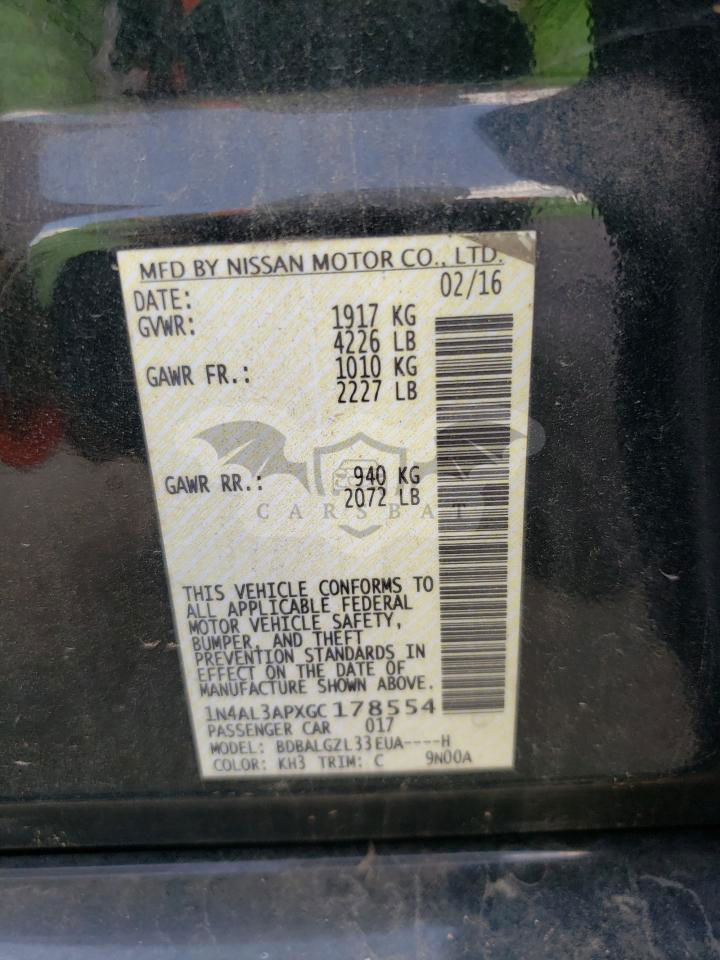 MFD BY NISSAN MOTOR CO., LTD.
DATE: 02/16
GVWR: 1917 KG
4226 LB
GAWR FR.: 1010 KG
2227 LB
GAWR RR.: 940 KG
2072 LB
CARSBAT
THIS VEHICLE CONFORMS TO
ALL APPLICABLE FEDERAL
MOTOR VEHICLE SAFETY,
BUMPER, AND THEFT
PREVENTION STANDARDS IN
EFFECT ON THE DATE OF
MANUFACTURE SHOWN ABOVE.
1N4AL3APXGC178554
PASSENGER CAR 017
MODEL: BDBALGZL33EUA----H
COLOR: KH3 TRIM: C 9N00A